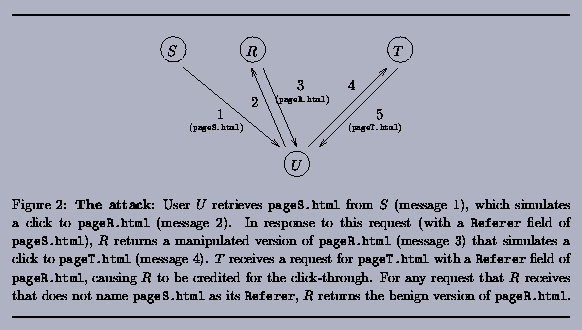 S R T
3
(pageR.html)
2
4
1
(pageS.html)
5
(pageT.html)
U
Figure 2: The attack: User U retrieves pageS.html from S (message 1), which simulates
a click to pageR.html (message 2). In response to this request (with a Referer field of
pageS.html), R returns a manipulated version of pageR.html (message 3) that simulates a
click to pageT.html (message 4). T receives a request for pageT.html with a Referer field of
pageR.html, causing R to be credited for the click-through. For any request that R receives
that does not name pageS.html as its Referer, R returns the benign version of pageR.html.